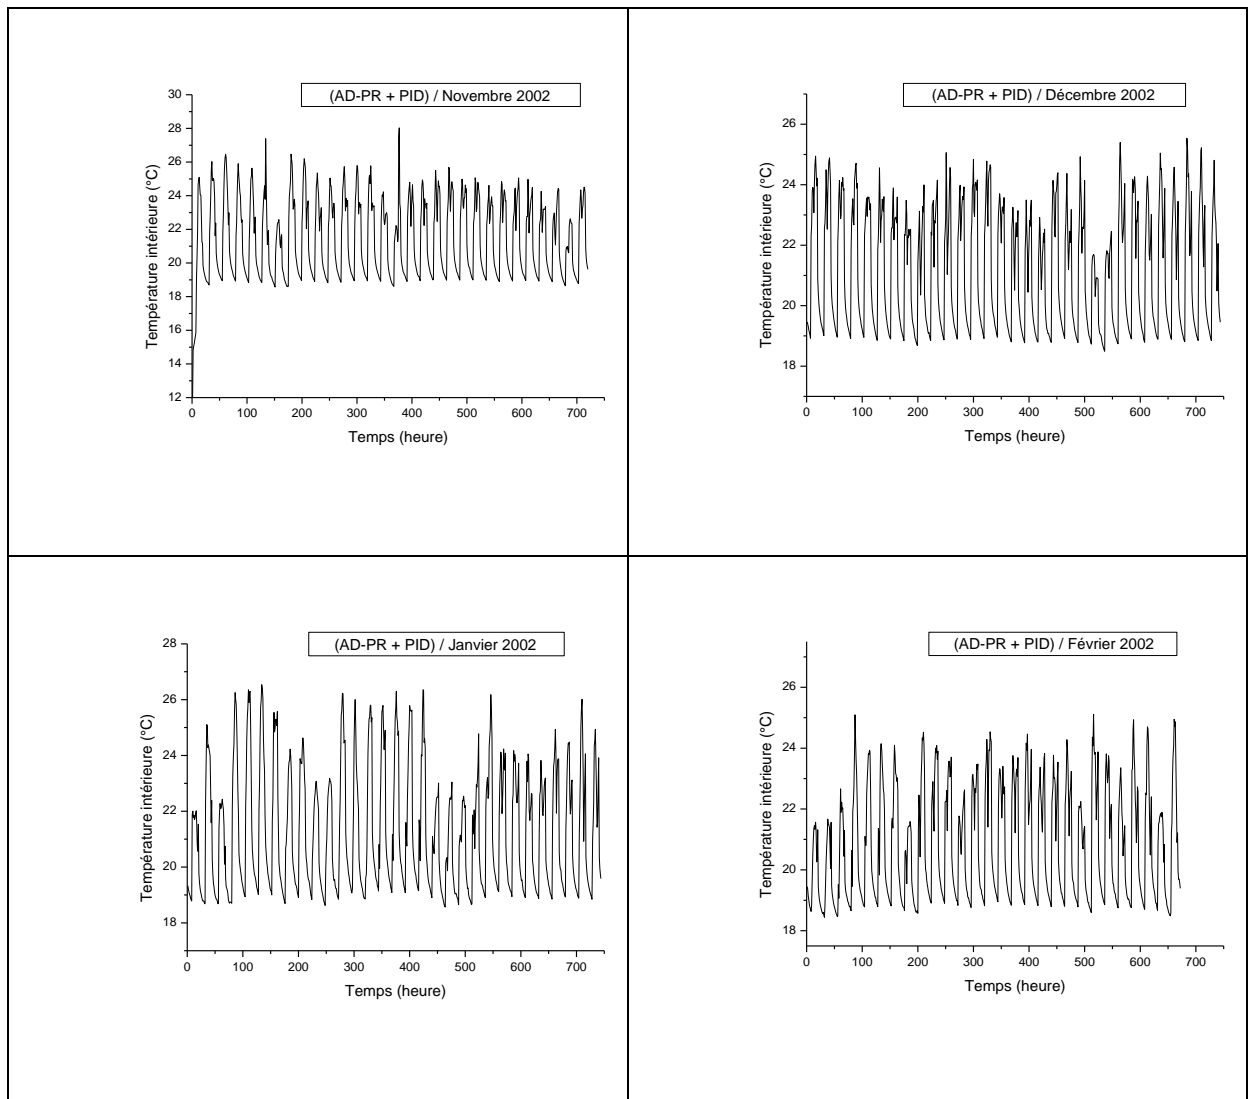 (AD-PR + PID) / Novembre 2002
30
28
26
24
22
20
18
16
14
12
0 100 200 300 400 500 600 700
Température intérieure (°C)
Temps (heure)
(AD-PR + PID) / Décembre 2002
26
24
22
20
18
0 100 200 300 400 500 600 700
Température intérieure (°C)
Temps (heure)
(AD-PR + PID) / Janvier 2002
28
26
24
22
20
18
0 100 200 300 400 500 600 700
Température intérieure (°C)
Temps (heure)
(AD-PR + PID) / Février 2002
26
24
22
20
18
0 100 200 300 400 500 600 700
Température intérieure (°C)
Temps (heure)